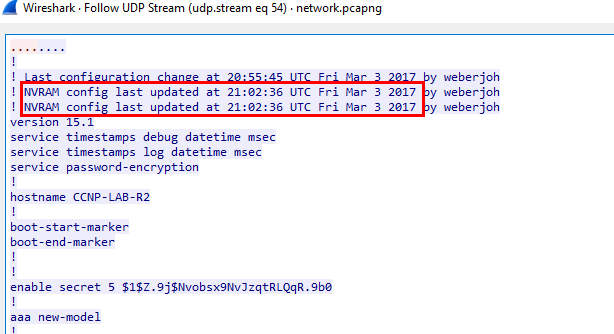 Wireshark · Follow UDP Stream (udp.stream eq 54) · network.pcapng
........
!
! Last configuration change at 20:55:45 UTC Fri Mar 3 2017 by weberjoh
! NVRAM config last updated at 21:02:36 UTC Fri Mar 3 2017 by weberjoh
! NVRAM config last updated at 21:02:36 UTC Fri Mar 3 2017 by weberjoh
version 15.1
service timestamps debug datetime msec
service timestamps log datetime msec
service password-encryption
!
hostname CCNP-LAB-R2
!
boot-start-marker
boot-end-marker
!
!
enable secret 5 $1$Z.9j$Nvobsx9NvJzqtRLQqR.9b0
!
aaa new-model
!